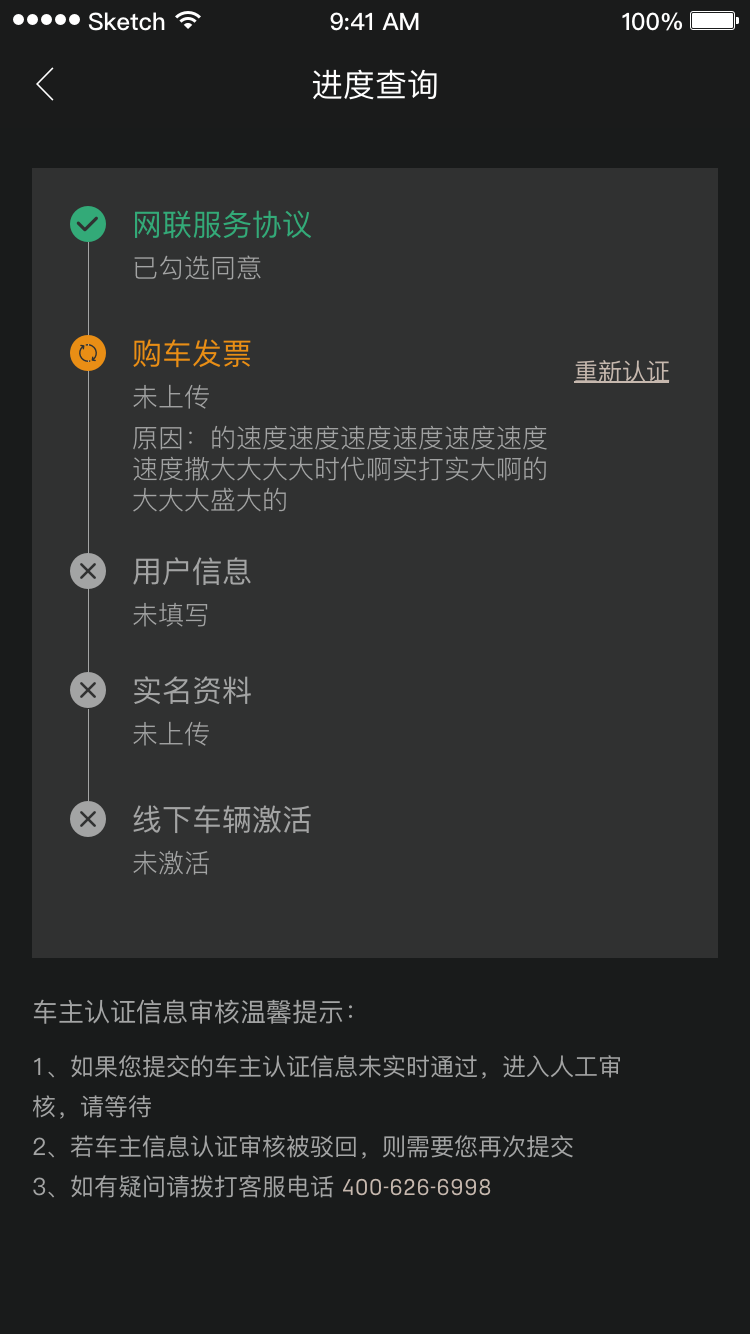 Sketch 9:41 AM 100%
进度查询
网联服务协议
已勾选同意
购车发票
重新认证
未上传
原因：的速度速度速度速度速度速度
速度撒大大大大时代啊实打实大啊的
大大大盛大的
用户信息
未填写
实名资料
未上传
线下车辆激活
未激活
车主认证信息审核温馨提示：
1、如果您提交的车主认证信息未实时通过，进入人工审
核，请等待
2、若车主信息认证审核被驳回，则需要您再次提交
3、如有疑问请拨打客服电话 400-626-6998